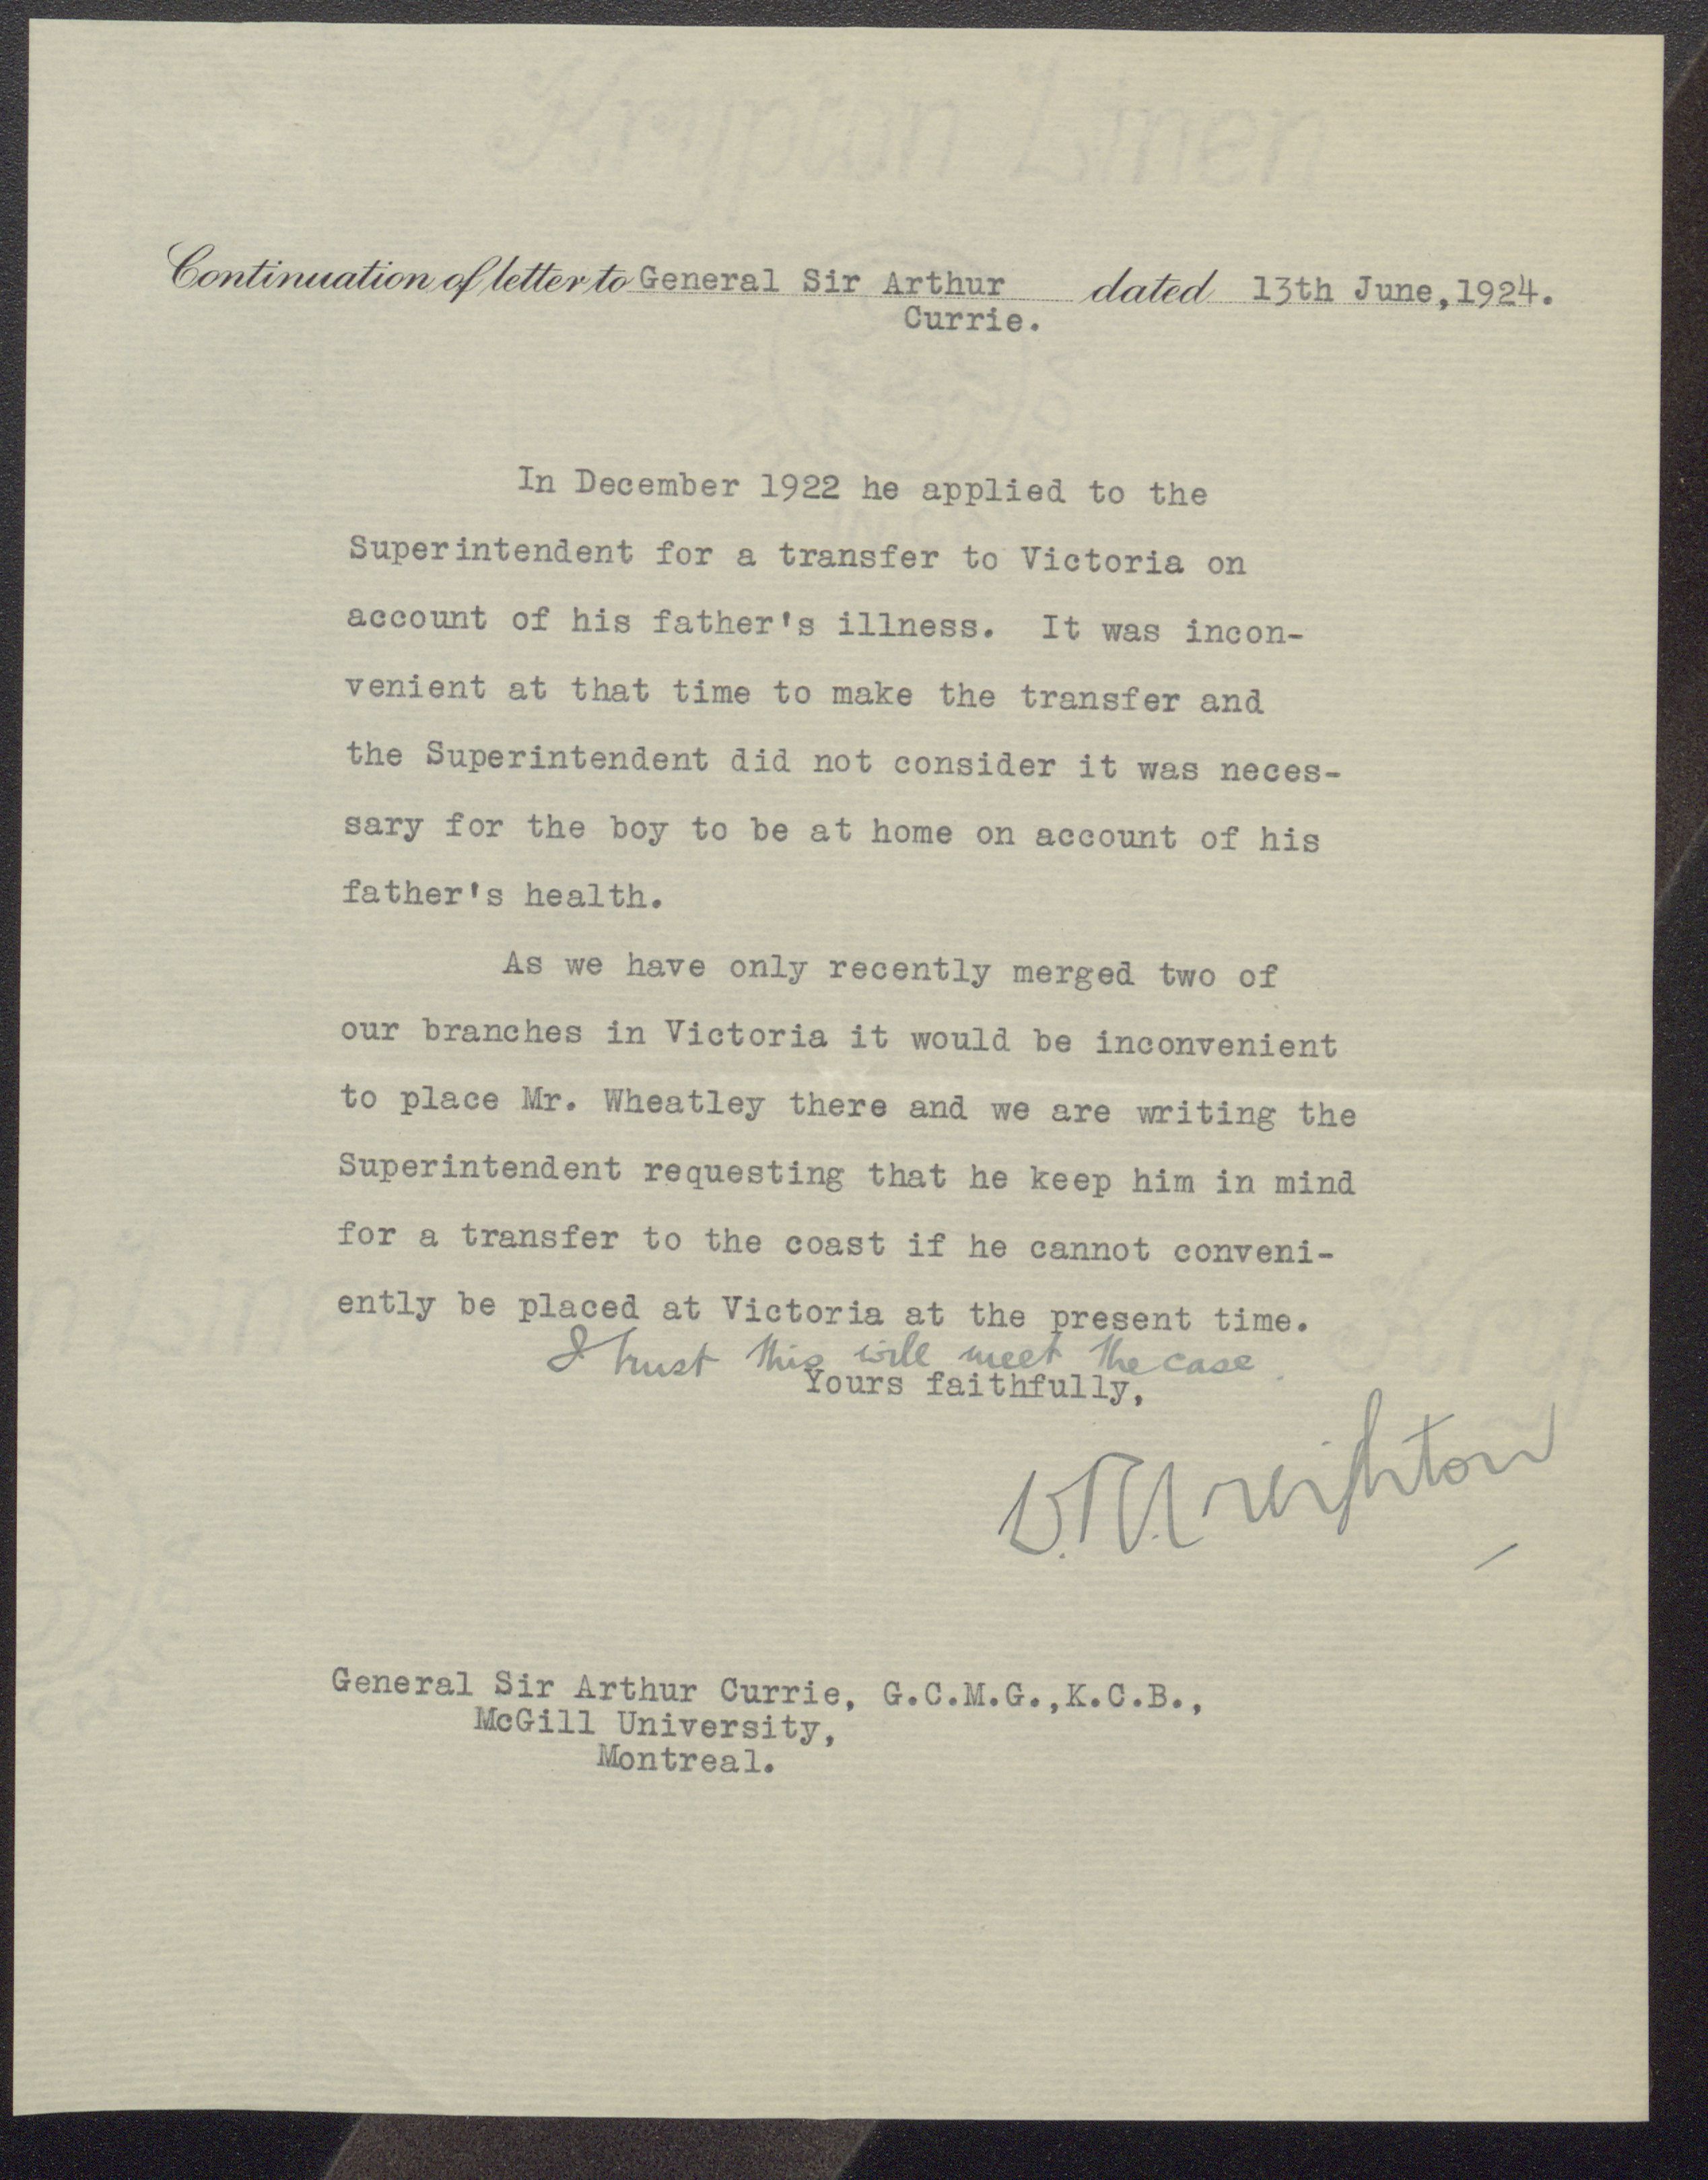 Krypton Linen
Continuation of letter to General Sir Arthur dated 13th June, 1924.
Currie.
In December 1922 he applied to the
Superintendent for a transfer to Victoria on
account of his father's illness. It was incon-
venient at that time to make the transfer and
the Superintendent did not consider it was neces-
sary for the boy to be at home on account of his
father's health.
As we have only recently merged two of
our branches in Victoria it would be inconvenient
to place Mr. Wheatley there and we are writing the
Superintendent requesting that he keep him in mind
for a transfer to the coast if he cannot conveni-
ently be placed at Victoria at the present time.
I trust this will meet the case.
Yours faithfully,
General Sir Arthur Currie, G.C.M.G.,K.C.B.,
McGill University,
Montreal.